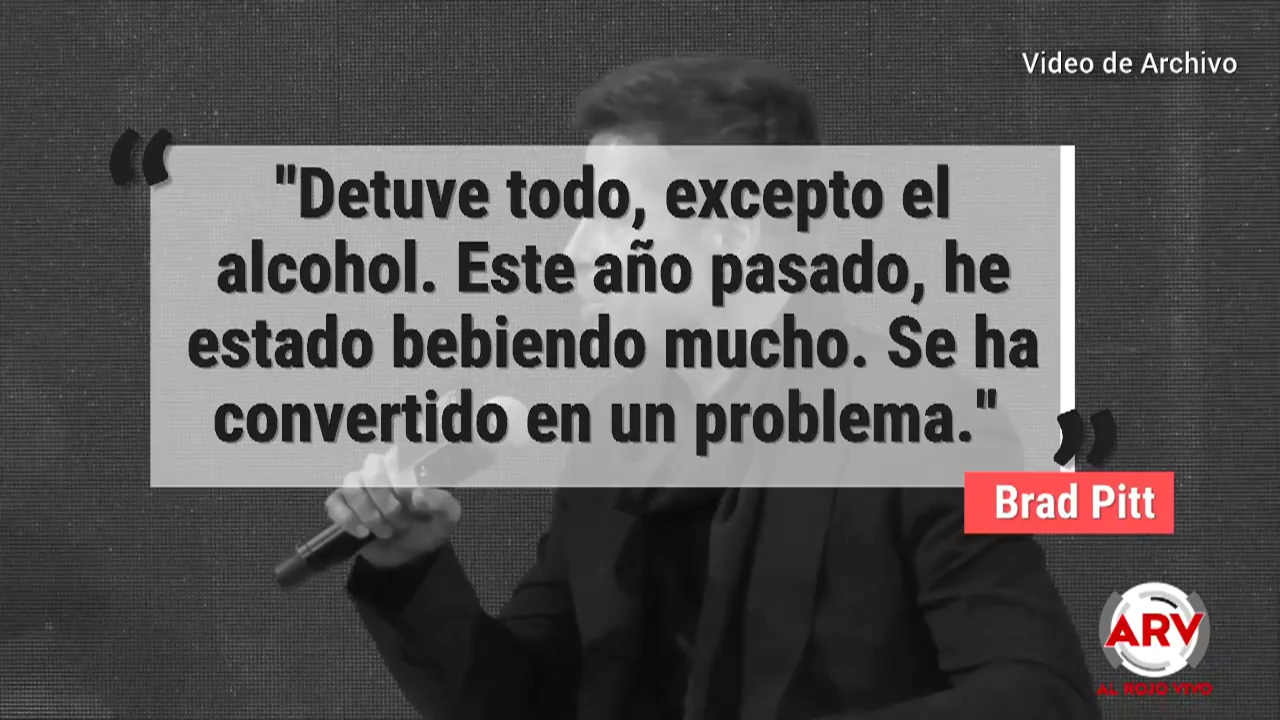 Video de Archivo
"Detuve todo, excepto el
alcohol. Este año pasado, he
estado bebiendo mucho. Se ha
convertido en un problema."
Brad Pitt
ARV
AL ROJO VIVO